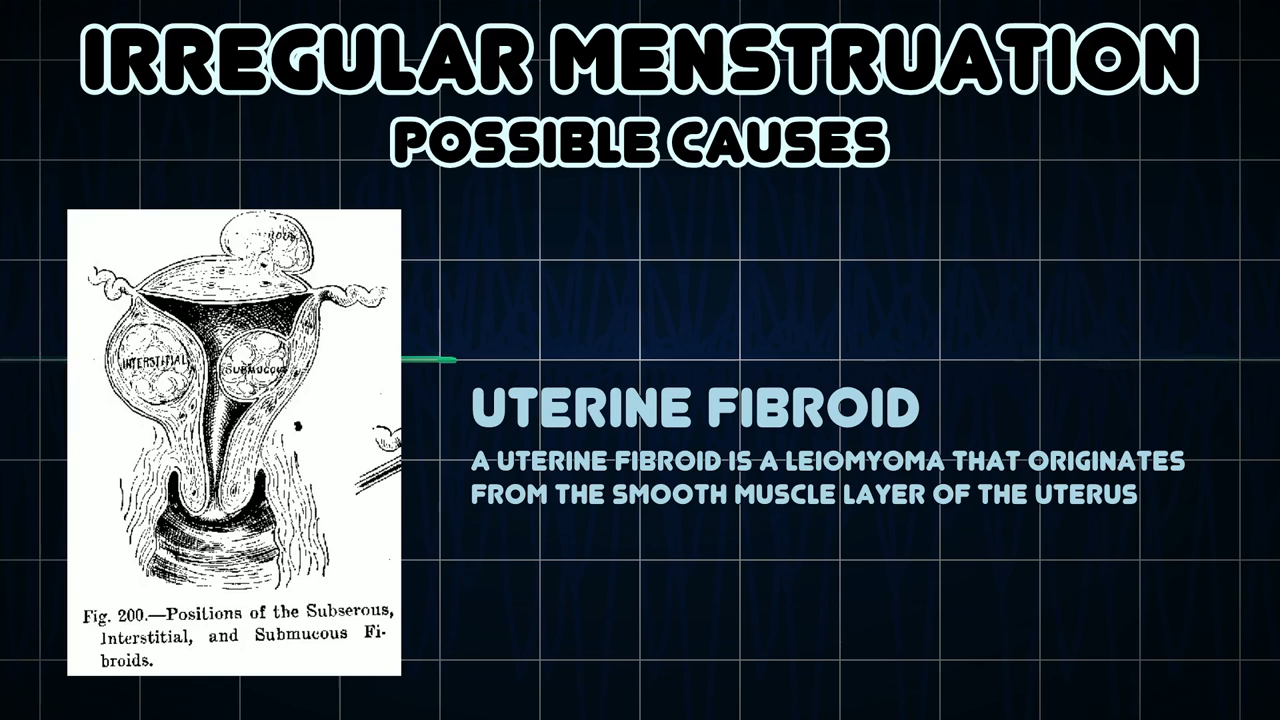 IRREGULAR MENSTRUATION
POSSIBLE CAUSES
INTERSTITIAL
SUBMUCOUS
UTERINE FIBROID
A UTERINE FIBROID IS A LEIOMYOMA THAT ORIGINATES
FROM THE SMOOTH MUSCLE LAYER OF THE UTERUS
Fig. 200.—Positions of the Subserous,
Interstitial, and Submucous Fi-
broids.